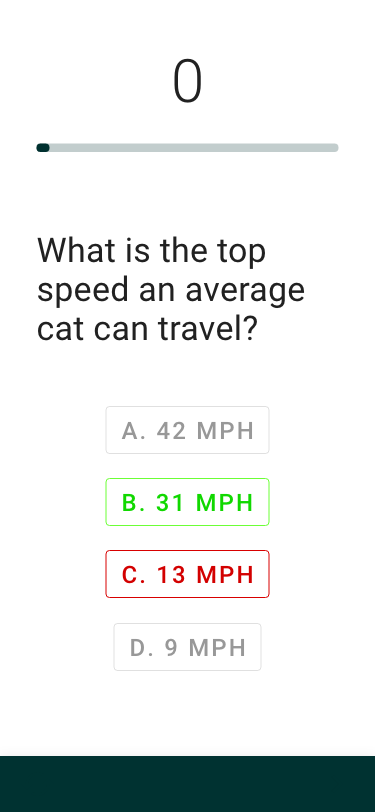 0
What is the top
speed an average
cat can travel?
A. 42 MPH
B. 31 MPH
C. 13 MPH
D. 9 MPH